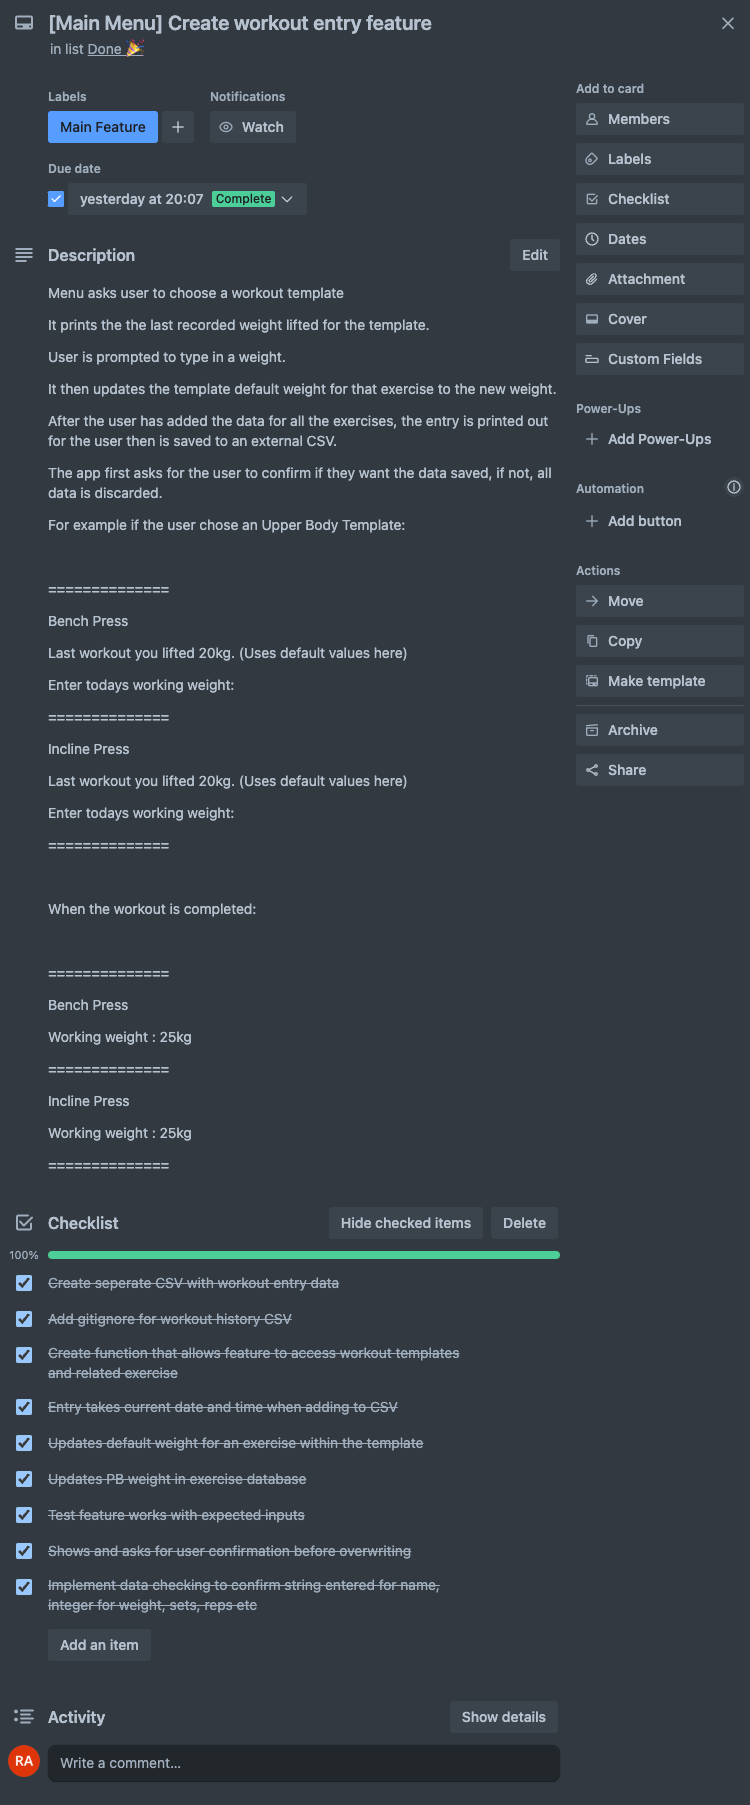 [Main Menu] Create workout entry feature
in list Done 🎉
Labels
Notifications
Main Feature
Watch
Due date
yesterday at 20:07 Complete
Description
Edit
Menu asks user to choose a workout template
It prints the the last recorded weight lifted for the template.
User is prompted to type in a weight.
It then updates the template default weight for that exercise to the new weight.
After the user has added the data for all the exercises, the entry is printed out
for the user then is saved to an external CSV.
The app first asks for the user to confirm if they want the data saved, if not, all
data is discarded.
For example if the user chose an Upper Body Template:
==============
Bench Press
Last workout you lifted 20kg. (Uses default values here)
Enter todays working weight:
==============
Incline Press
Last workout you lifted 20kg. (Uses default values here)
Enter todays working weight:
==============
When the workout is completed:
==============
Bench Press
Working weight : 25kg
==============
Incline Press
Working weight : 25kg
==============
Checklist
Hide checked items
Delete
100%
Create seperate CSV with workout entry data
Add gitignore for workout history CSV
Create function that allows feature to access workout templates
and related exercise
Entry takes current date and time when adding to CSV
Updates default weight for an exercise within the template
Updates PB weight in exercise database
Test feature works with expected inputs
Shows and asks for user confirmation before overwriting
Implement data checking to confirm string entered for name,
integer for weight, sets, reps etc
Add an item
Activity
Show details
RA
Write a comment…
Add to card
Members
Labels
Checklist
Dates
Attachment
Cover
Custom Fields
Power-Ups
Add Power-Ups
Automation
Add button
Actions
Move
Copy
Make template
Archive
Share